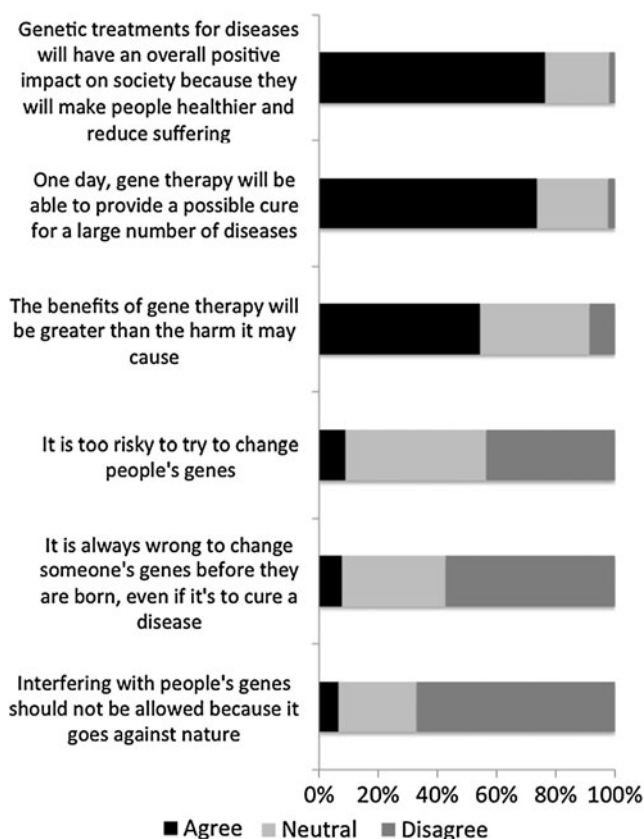 Genetic treatments for diseases
will have an overall positive
impact on society because they
will make people healthier and
reduce suffering
One day, gene therapy will be
able to provide a possible cure
for a large number of diseases
The benefits of gene therapy will
be greater than the harm it may
cause
It is too risky to try to change
people's genes
It is always wrong to change
someone's genes before they
are born, even if it's to cure a
disease
Interfering with people's genes
should not be allowed because it
goes against nature
0% 20% 40% 60% 80% 100%
Agree Neutral Disagree